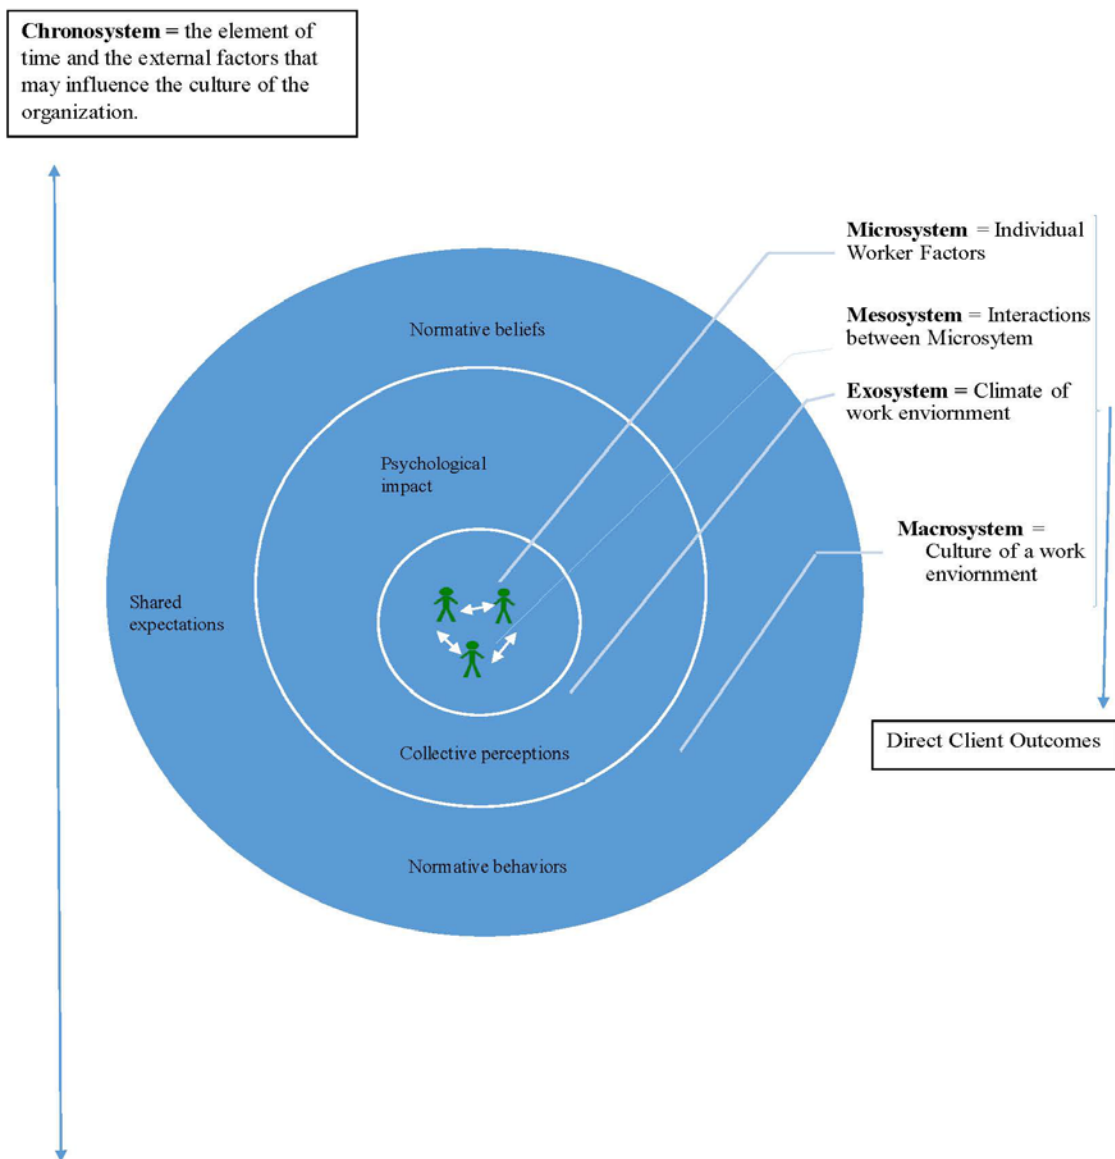 Chronosystem = the element of
time and the external factors that
may influence the culture of the
organization.
Microsystem = Individual
Worker Factors
Mesosystem = Interactions
between Microsytem
Exosystem = Climate of
work enviornment
Macrosystem =
Culture of a work
enviornment
Direct Client Outcomes
Normative beliefs
Psychological
impact
Shared
expectations
Collective perceptions
Normative behaviors